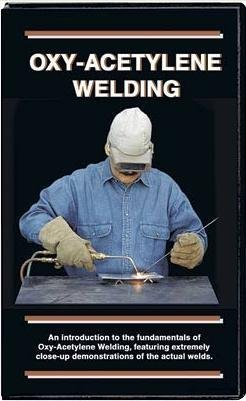 OXY-ACETYLENE
WELDING
An introduction to the fundamentals of
Oxy-Acetylene Welding, featuring extremely
close-up demonstrations of the actual welds.